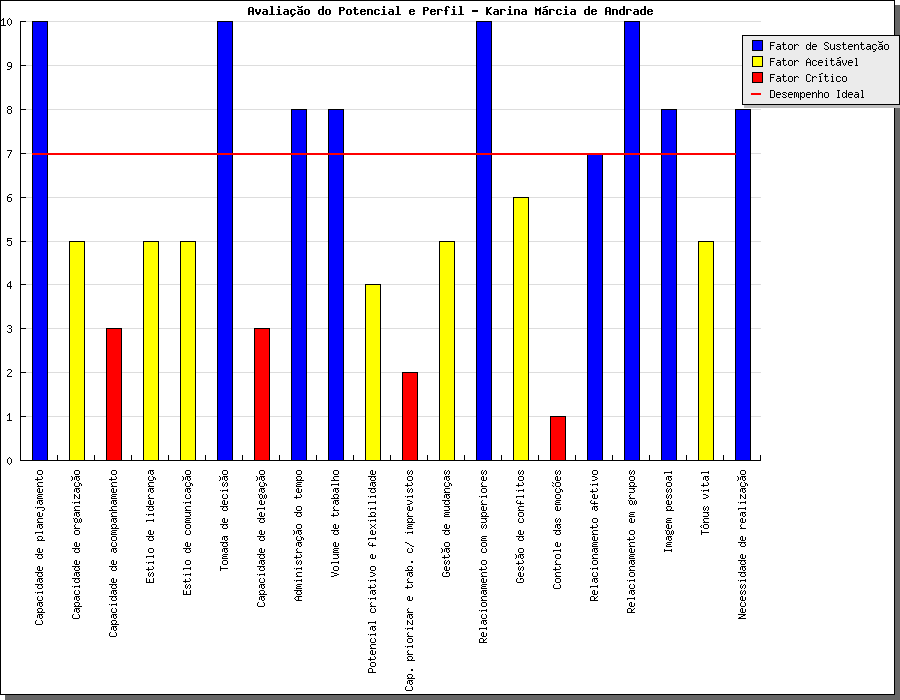 Avaliação do Potencial e Perfil - Karina Márcia de Andrade
Fator de Sustentação
Fator Aceitável
Fator Crítico
Desempenho Ideal
10
9
8
7
6
5
4
3
2
1
0
Capacidade de planejamento
Capacidade de organização
Capacidade de acompanhamento
Estilo de liderança
Estilo de comunicação
Tomada de decisão
Capacidade de delegação
Administração do tempo
Volume de trabalho
Potencial criativo e flexibilidade
Cap. priorizar e trab. c/ imprevistos
Gestão de mudanças
Relacionamento com superiores
Gestão de conflitos
Controle das emoções
Relacionamento afetivo
Relacionamento em grupos
Imagem pessoal
Tônus vital
Necessidade de realização